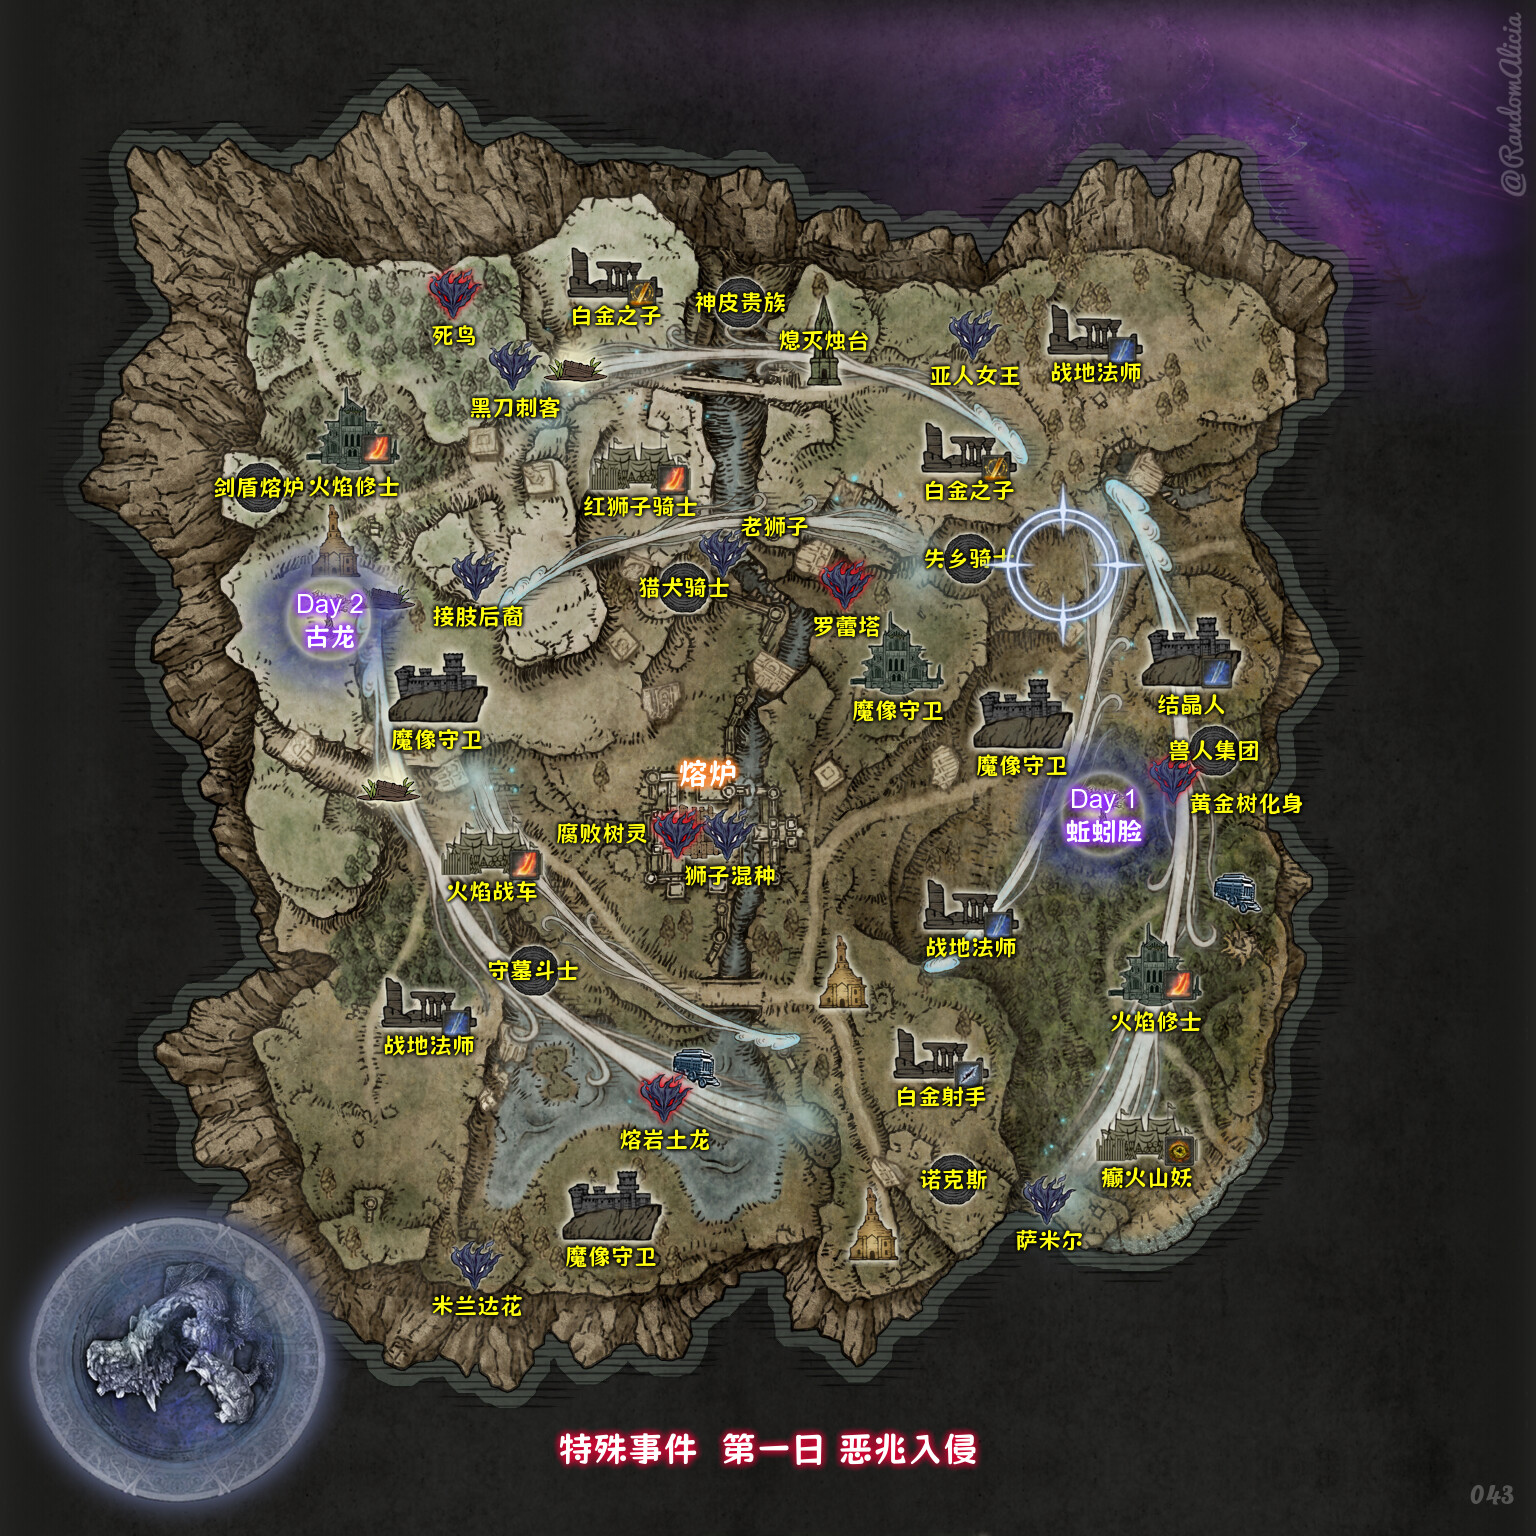 @RandomAlicia
死鸟
白金之子
神皮贵族
熄灭烛台
亚人女王
战地法师
黑刀刺客
剑盾熔炉
火焰修士
红狮子骑士
白金之子
老狮子
失乡骑士
猎犬骑士
接肢后裔
罗蕾塔
Day 2
古龙
魔像守卫
魔像守卫
魔像守卫
结晶人
兽人集团
熔炉
Day 1
蚯蚓脸
黄金树化身
腐败树灵
狮子混种
火焰战车
战地法师
守墓斗士
火焰修士
战地法师
白金射手
熔岩土龙
诺克斯
癫火山妖
萨米尔
魔像守卫
米兰达花
特殊事件 第一日 恶兆入侵
043